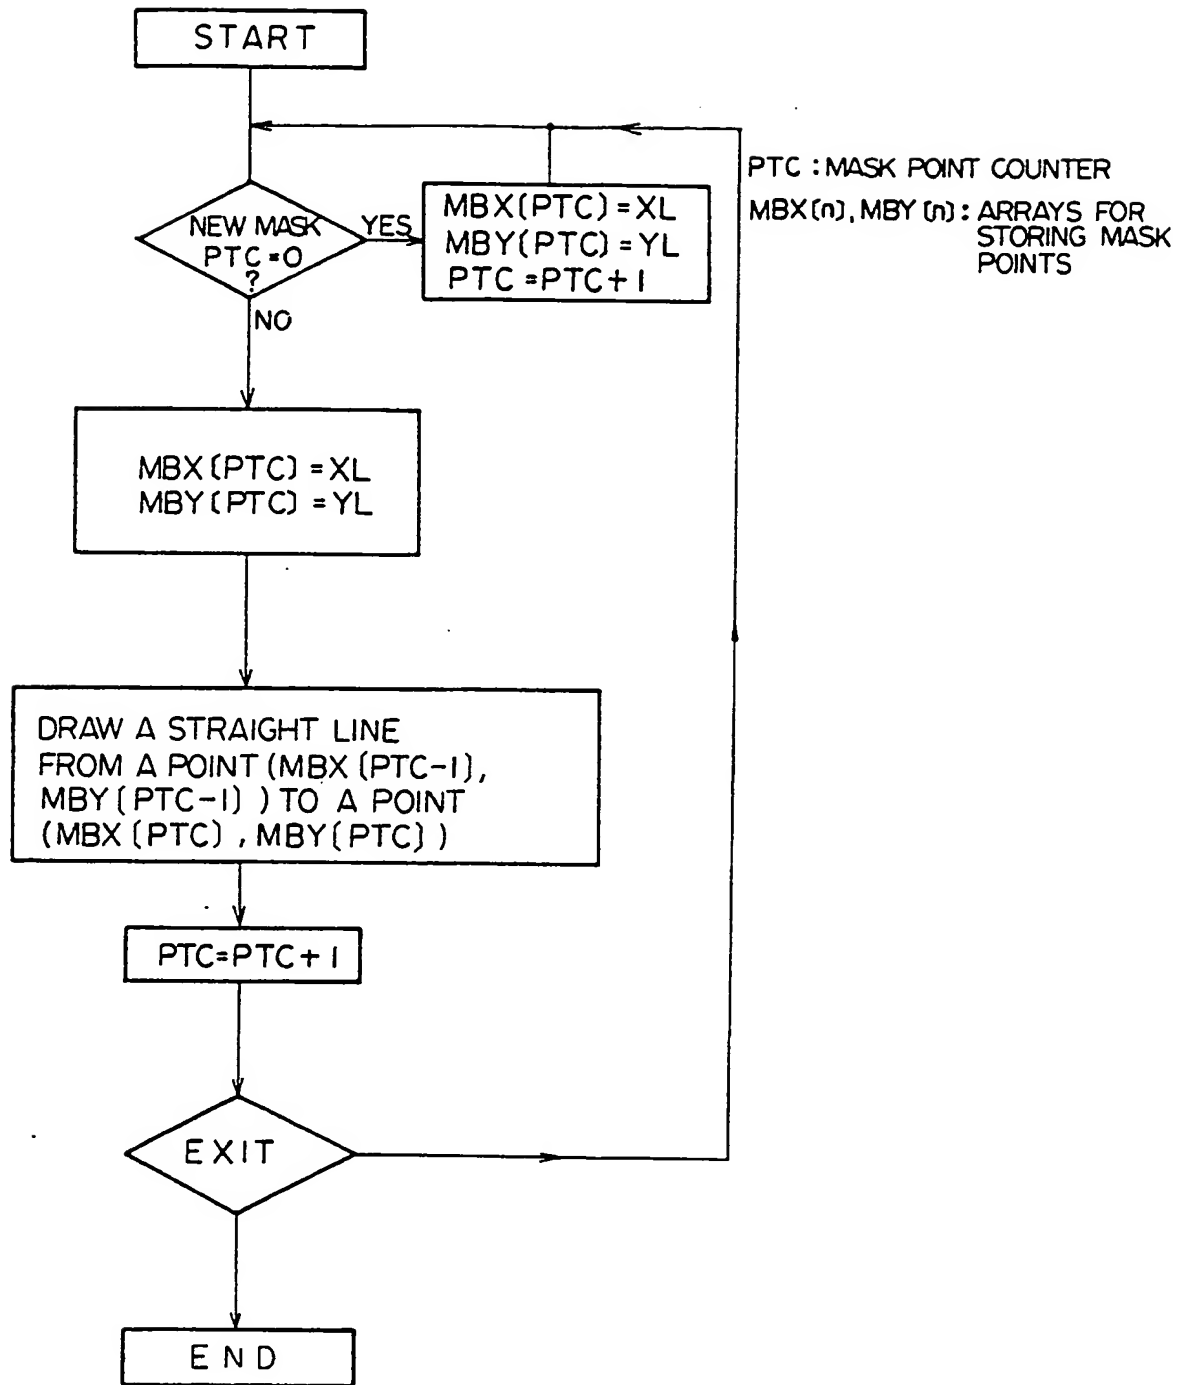 START
NEW MASK
PTC=0
?
YES
NO
MBX(PTC)=XL
MBY(PTC)=YL
PTC=PTC+1
PTC : MASK POINT COUNTER
MBX(n), MBY(n) : ARRAYS FOR
STORING MASK
POINTS
MBX(PTC)=XL
MBY(PTC)=YL
DRAW A STRAIGHT LINE
FROM A POINT (MBX(PTC-1),
MBY(PTC-1)) TO A POINT
(MBX(PTC), MBY(PTC))
PTC=PTC+1
EXIT
END